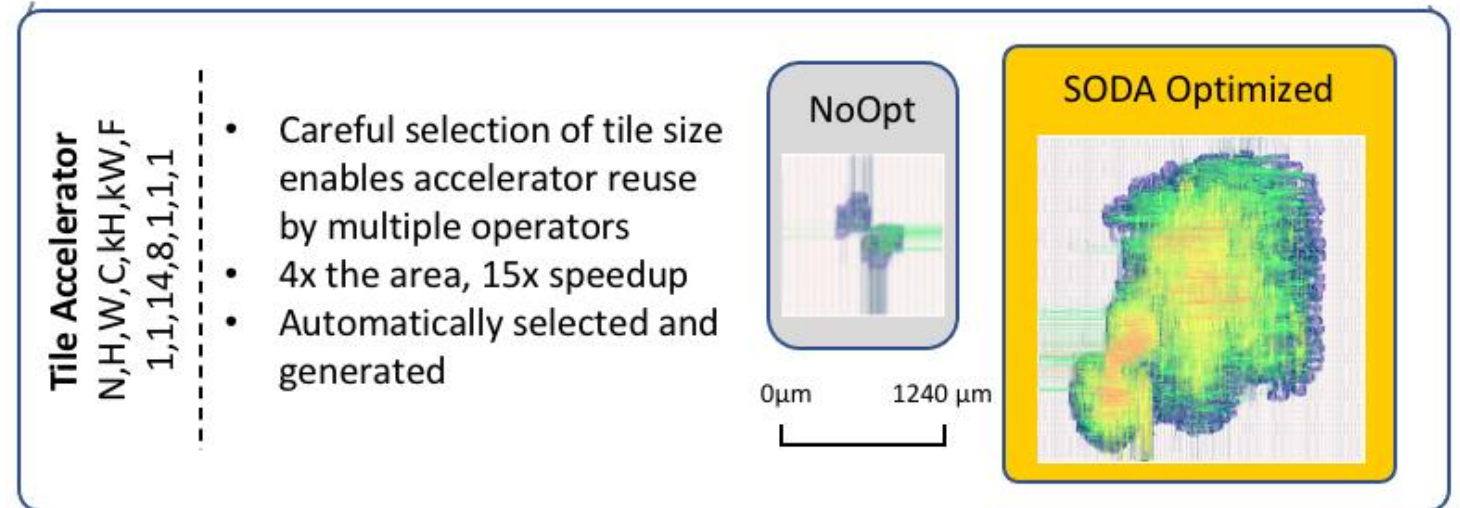 Tile Accelerator
N,H,W,C,kH,kW,F
1,11,14,8,1,1,1
• Careful selection of tile size
enables accelerator reuse
by multiple operators
• 4x the area, 15x speedup
• Automatically selected and
generated
NoOpt
0µm 1240 µm
SODA Optimized